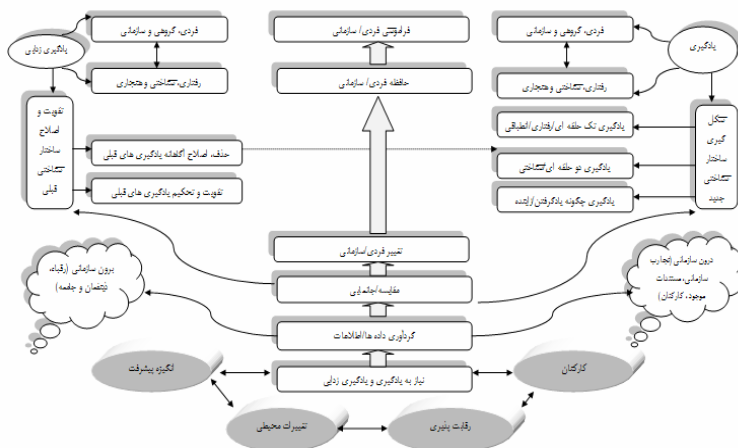 یادگیری
فردی، گروهی و سازمانی
رفتاری، شناختی و هنجاری
شکل
گیری
ساختار
شناختی
جدید
یادگیری تک حلقه ای/رفتاری/انطباقی
یادگیری دو حلقه ای/شناختی
یادگیری چگونه یادگرفتن/زاینده
فراموشی فردی/ سازمانی
حافظه فردی/ سازمانی
یادگیری زدایی
فردی، گروهی و سازمانی
رفتاری، شناختی و هنجاری
تقویت و
اصلاح
ساختار
شناختی
قبلی
حذف، اصلاح آگاهانه یادگیری های قبلی
تقویت و تحکیم یادگیری های قبلی
تغییر فردی/سازمانی
مقایسه/جانمایی
گردآوری داده ها/اطلاعات
نیاز به یادگیری و یادگیری زدایی
درون سازمانی (تجارب
سازمانی، مستندات
موجود، کارکنان)
برون سازمانی (رقباء،
ذینفعان و جامعه)
کارکنان
انگیزه پیشرفت
رقابت پذیری
تغییرات محیطی